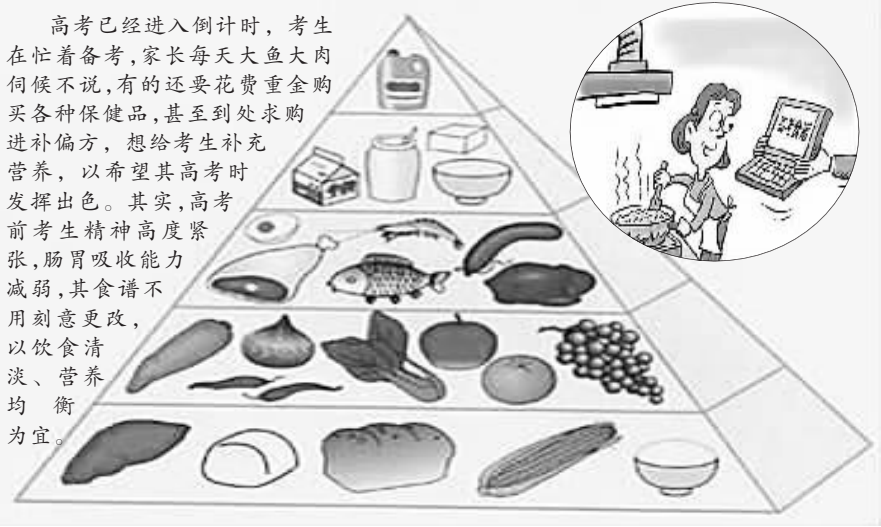 高考已经进入倒计时，考生
在忙着备考，家长每天大鱼大肉
伺候不说，有的还要花费重金购
买各种保健品，甚至到处求购
进补偏方，想给考生补充
营养，以希望其高考时
发挥出色。其实，高考
前考生精神高度紧
张，肠胃吸收能力
减弱，其食谱不
用刻意更改，
以饮食清
淡、营养
均衡
为宜。